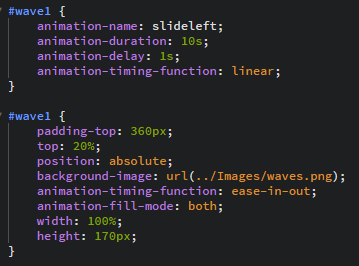 #wave1 {
animation-name: slideleft;
animation-duration: 10s;
animation-delay: 1s;
animation-timing-function: linear;
}
#wave1 {
padding-top: 360px;
top: 20%;
position: absolute;
background-image: url(../Images/waves.png);
animation-timing-function: ease-in-out;
animation-fill-mode: both;
width: 100%;
height: 170px;
}